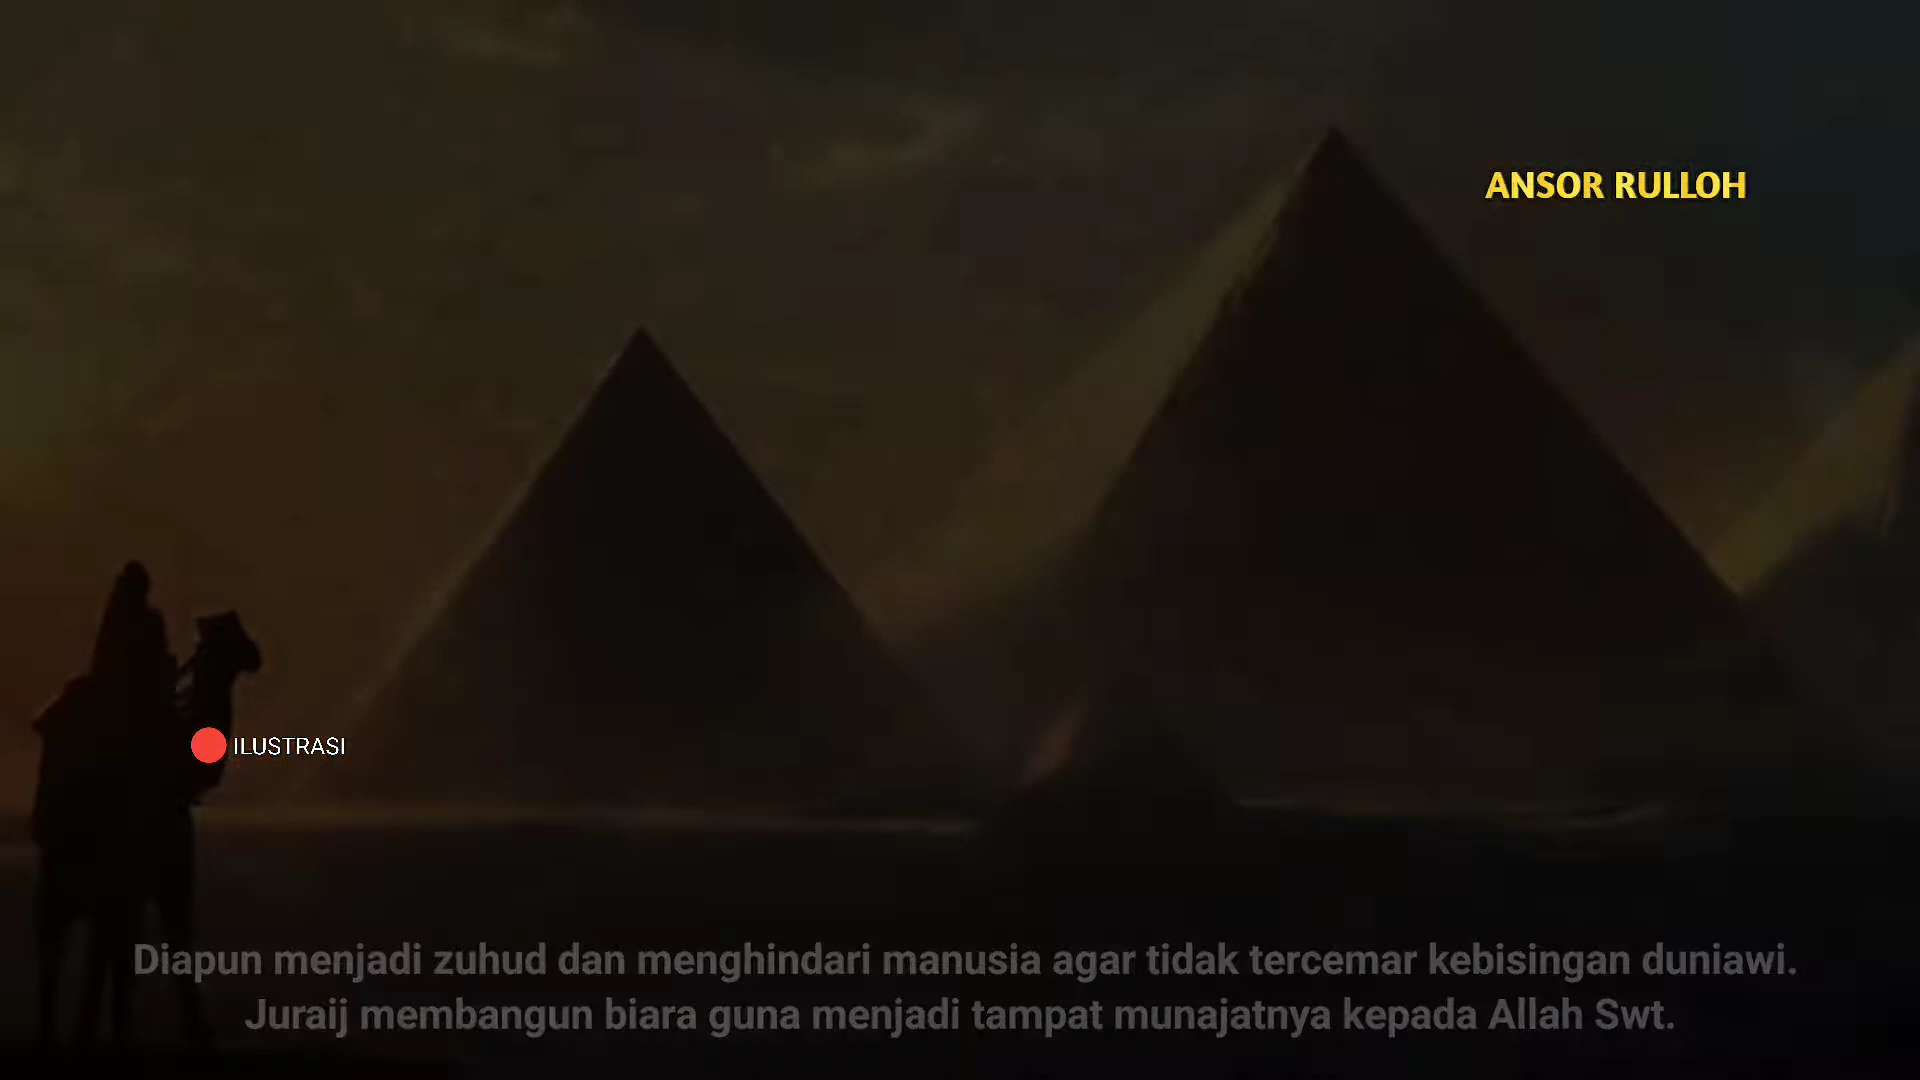 ANSOR RULLOH
ILUSTRASI
Diapun menjadi zuhud dan menghindari manusia agar tidak tercemar kebisingan duniawi.
Juraij membangun biara guna menjadi tampat munajatnya kepada Allah Swt.